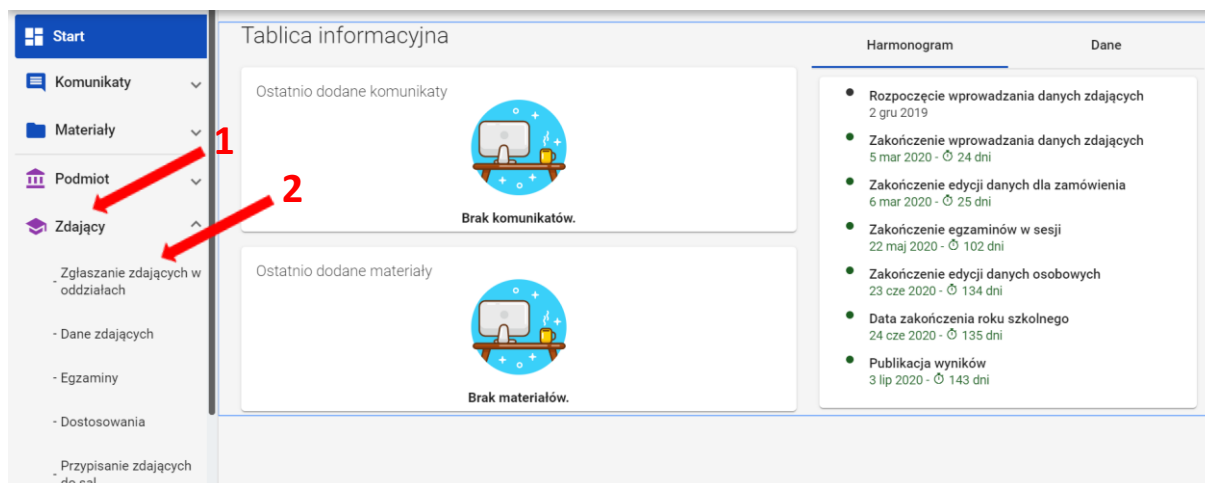 Start
Komunikaty
Materiały
1
Podmiot
2
Zdający
- Zgłaszanie zdających w
oddziałach
- Dane zdających
- Egzaminy
- Dostosowania
- Przypisanie zdających
do sal
Tablica informacyjna
Ostatnio dodane komunikaty
Brak komunikatów.
Ostatnio dodane materiały
Brak materiałów.
Harmonogram
Dane
Rozpoczęcie wprowadzania danych zdających
2 gru 2019
Zakończenie wprowadzania danych zdających
5 mar 2020 - 24 dni
Zakończenie edycji danych dla zamówienia
6 mar 2020 - 25 dni
Zakończenie egzaminów w sesji
22 maj 2020 - 102 dni
Zakończenie edycji danych osobowych
23 cze 2020 - 134 dni
Data zakończenia roku szkolnego
24 cze 2020 - 135 dni
Publikacja wyników
3 lip 2020 - 143 dni